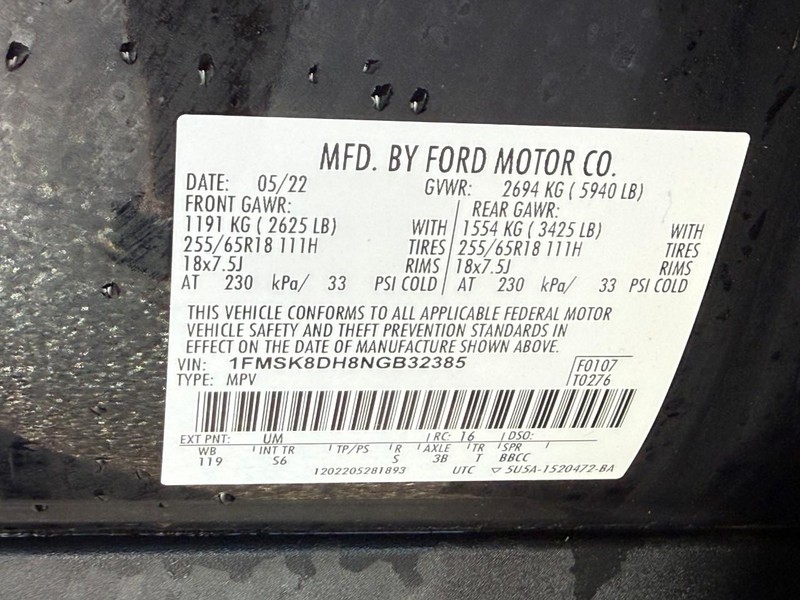 MFD. BY FORD MOTOR CO.
DATE: 05/22 GVWR: 2694 KG ( 5940 LB)
FRONT GAWR: REAR GAWR:
1191 KG ( 2625 LB) WITH 1554 KG ( 3425 LB) WITH
255/65R18 111H TIRES 255/65R18 111H TIRES
18x7.5J RIMS 18x7.5J RIMS
AT 230 kPa/ 33 PSI COLD AT 230 kPa/ 33 PSI COLD
THIS VEHICLE CONFORMS TO ALL APPLICABLE FEDERAL MOTOR
VEHICLE SAFETY AND THEFT PREVENTION STANDARDS IN
EFFECT ON THE DATE OF MANUFACTURE SHOWN ABOVE.
VIN: 1FMSK8DH8NGB32385 F0107
TYPE: MPV T0276
EXT PNT: UM RC: 16 DSO:
WB INT TR TP/PS R AXLE TR SPR
119 S6 S 3B T BBCC
1202205281893 UTC ▽ 5U5A-1520472-BA